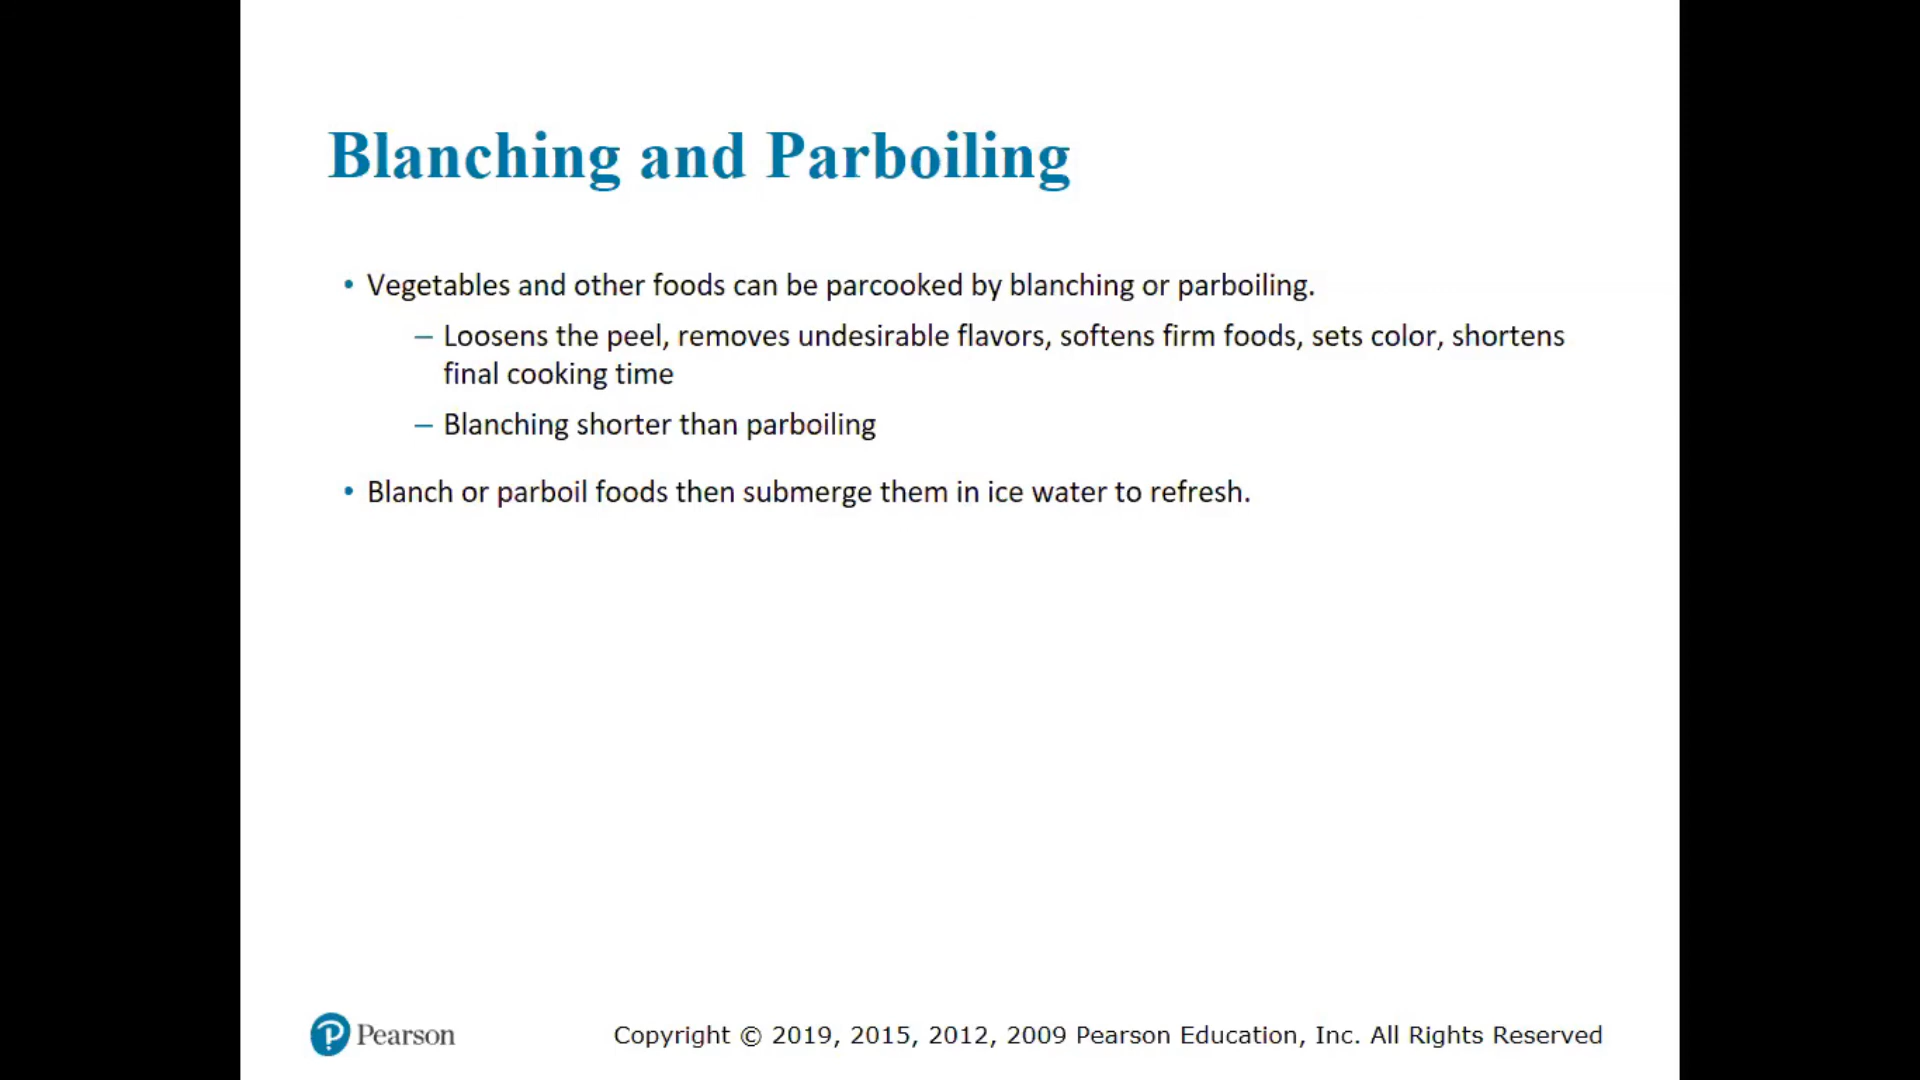 Blanching and Parboiling
• Vegetables and other foods can be parcooked by blanching or parboiling.
– Loosens the peel, removes undesirable flavors, softens firm foods, sets color, shortens
final cooking time
– Blanching shorter than parboiling
• Blanch or parboil foods then submerge them in ice water to refresh.
Pearson
Copyright © 2019, 2015, 2012, 2009 Pearson Education, Inc. All Rights Reserved